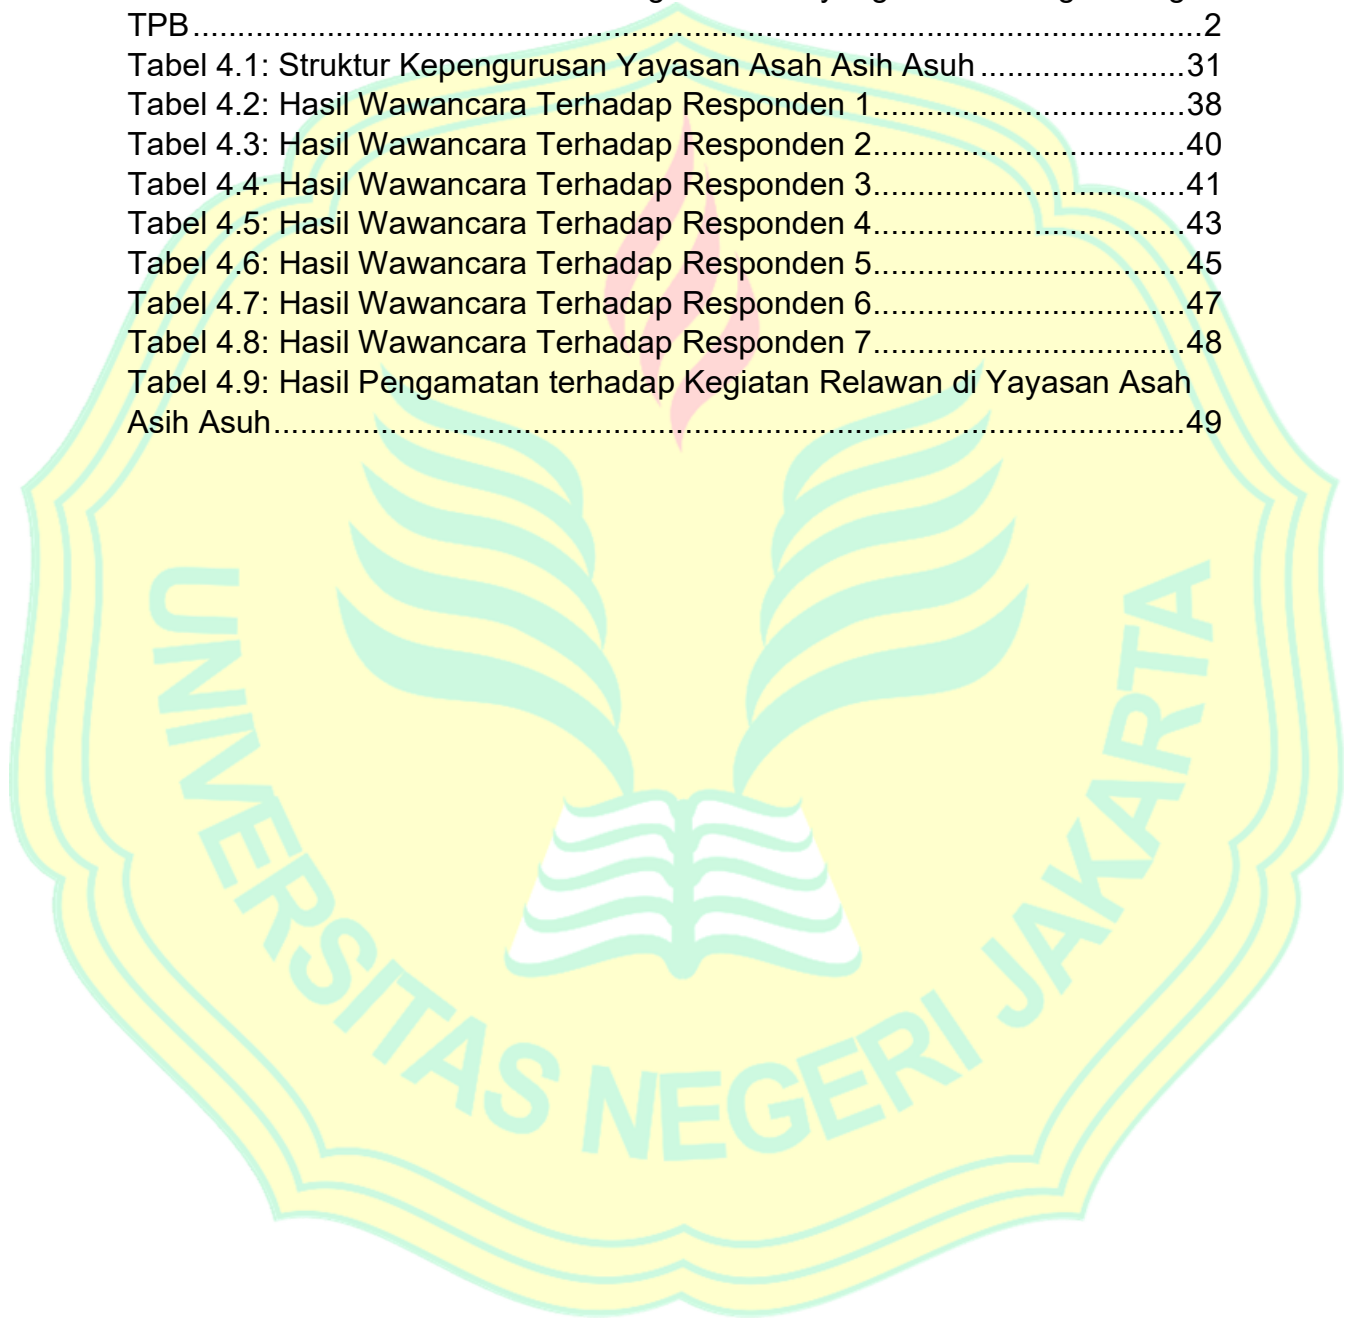 TPB..................................................................................................................2
Tabel 4.1: Struktur Kepengurusan Yayasan Asah Asih Asuh.......................31
Tabel 4.2: Hasil Wawancara Terhadap Responden 1...................................38
Tabel 4.3: Hasil Wawancara Terhadap Responden 2...................................40
Tabel 4.4: Hasil Wawancara Terhadap Responden 3...................................41
Tabel 4.5: Hasil Wawancara Terhadap Responden 4...................................43
Tabel 4.6: Hasil Wawancara Terhadap Responden 5...................................45
Tabel 4.7: Hasil Wawancara Terhadap Responden 6...................................47
Tabel 4.8: Hasil Wawancara Terhadap Responden 7...................................48
Tabel 4.9: Hasil Pengamatan terhadap Kegiatan Relawan di Yayasan Asah
Asih Asuh......................................................................................................49
UNIVERSITAS NEGERI JAKARTA